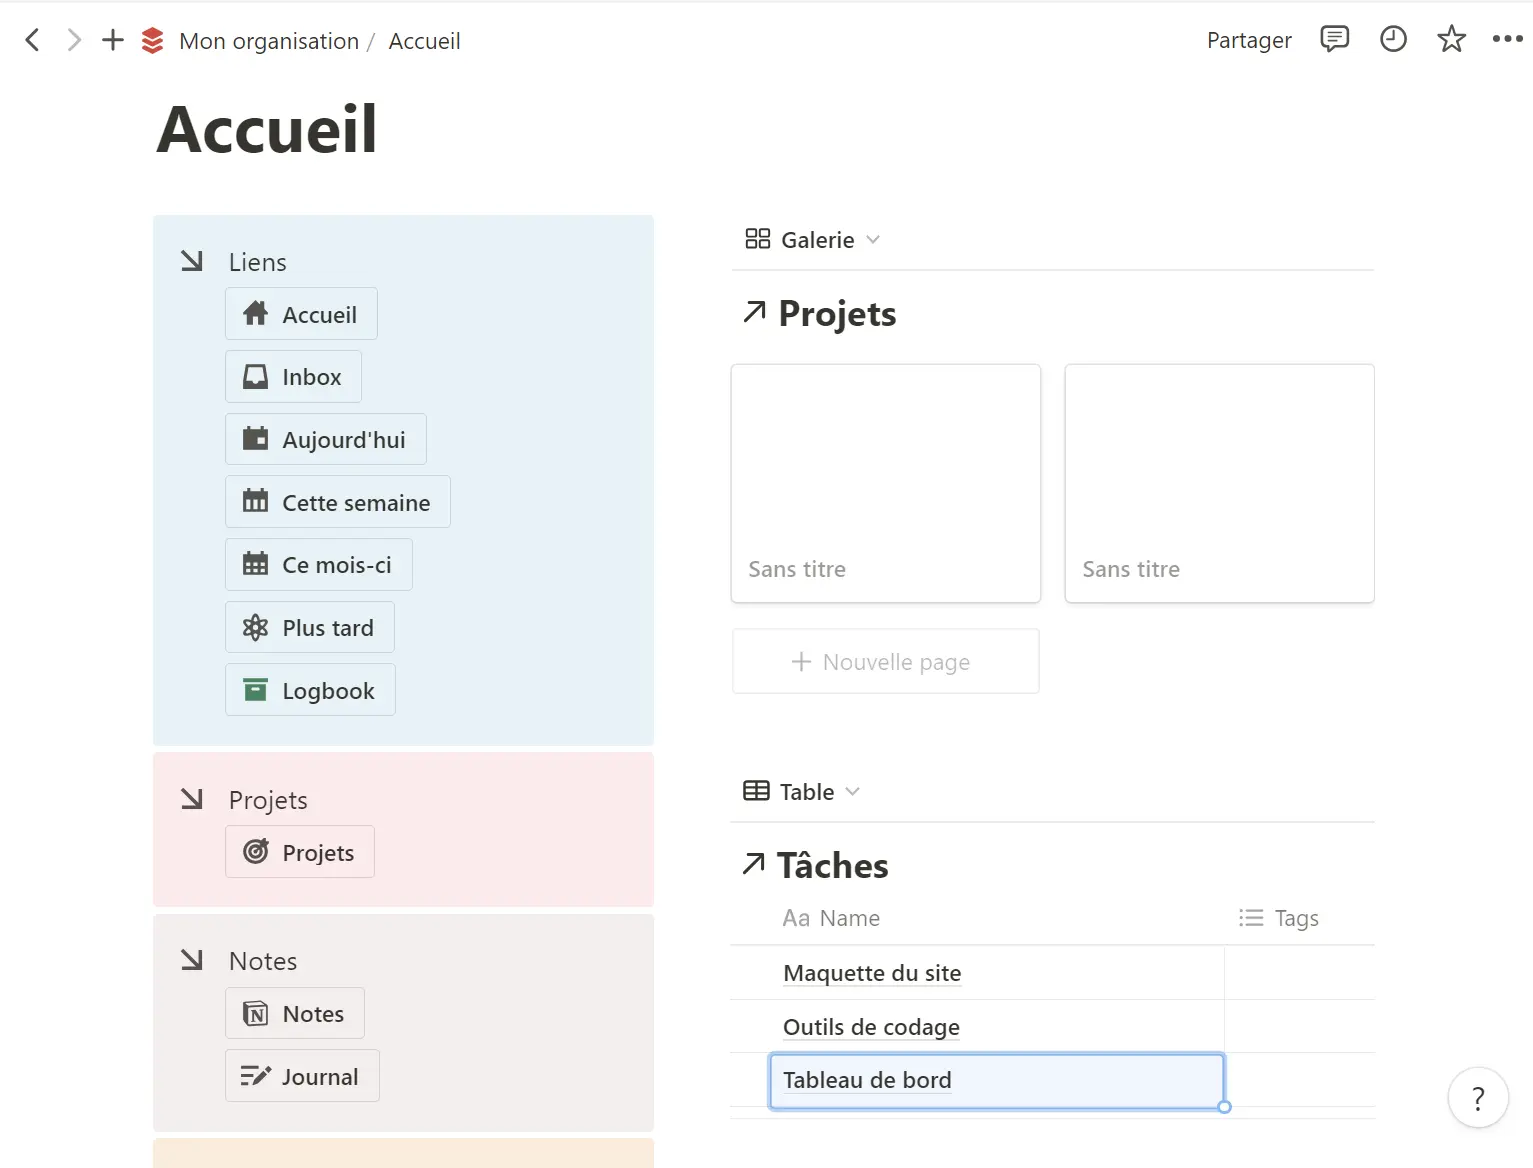 Mon organisation / Accueil
Partager
Accueil
Liens
Accueil
Inbox
Aujourd'hui
Cette semaine
Ce mois-ci
Plus tard
Logbook
Projets
Projets
Notes
Notes
Journal
Galerie
Projets
Sans titre
Sans titre
+ Nouvelle page
Table
Tâches
Aa Name
Tags
Maquette du site
Outils de codage
Tableau de bord
?